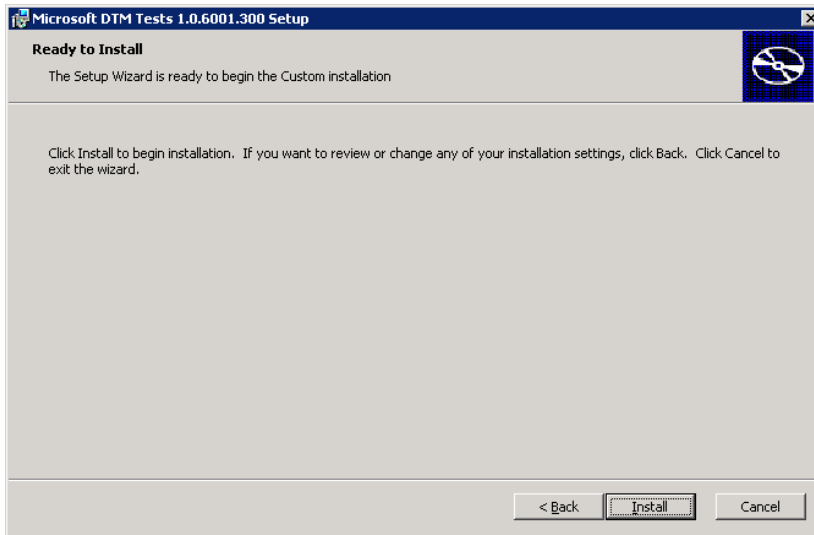 Microsoft DTM Tests 1.0.6001.300 Setup
Ready to Install
The Setup Wizard is ready to begin the Custom installation
Click Install to begin installation.  If you want to review or change any of your installation settings, click Back.  Click Cancel to
exit the wizard.
< Back Install Cancel